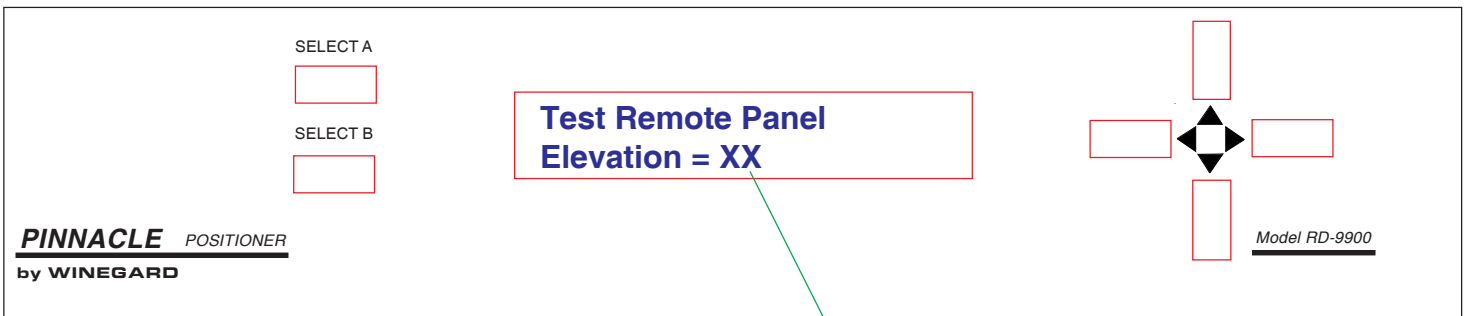 SELECT A
SELECT B
Test Remote Panel
Elevation = XX
PINNACLE POSITIONER
by WINEGARD
Model RD-9900